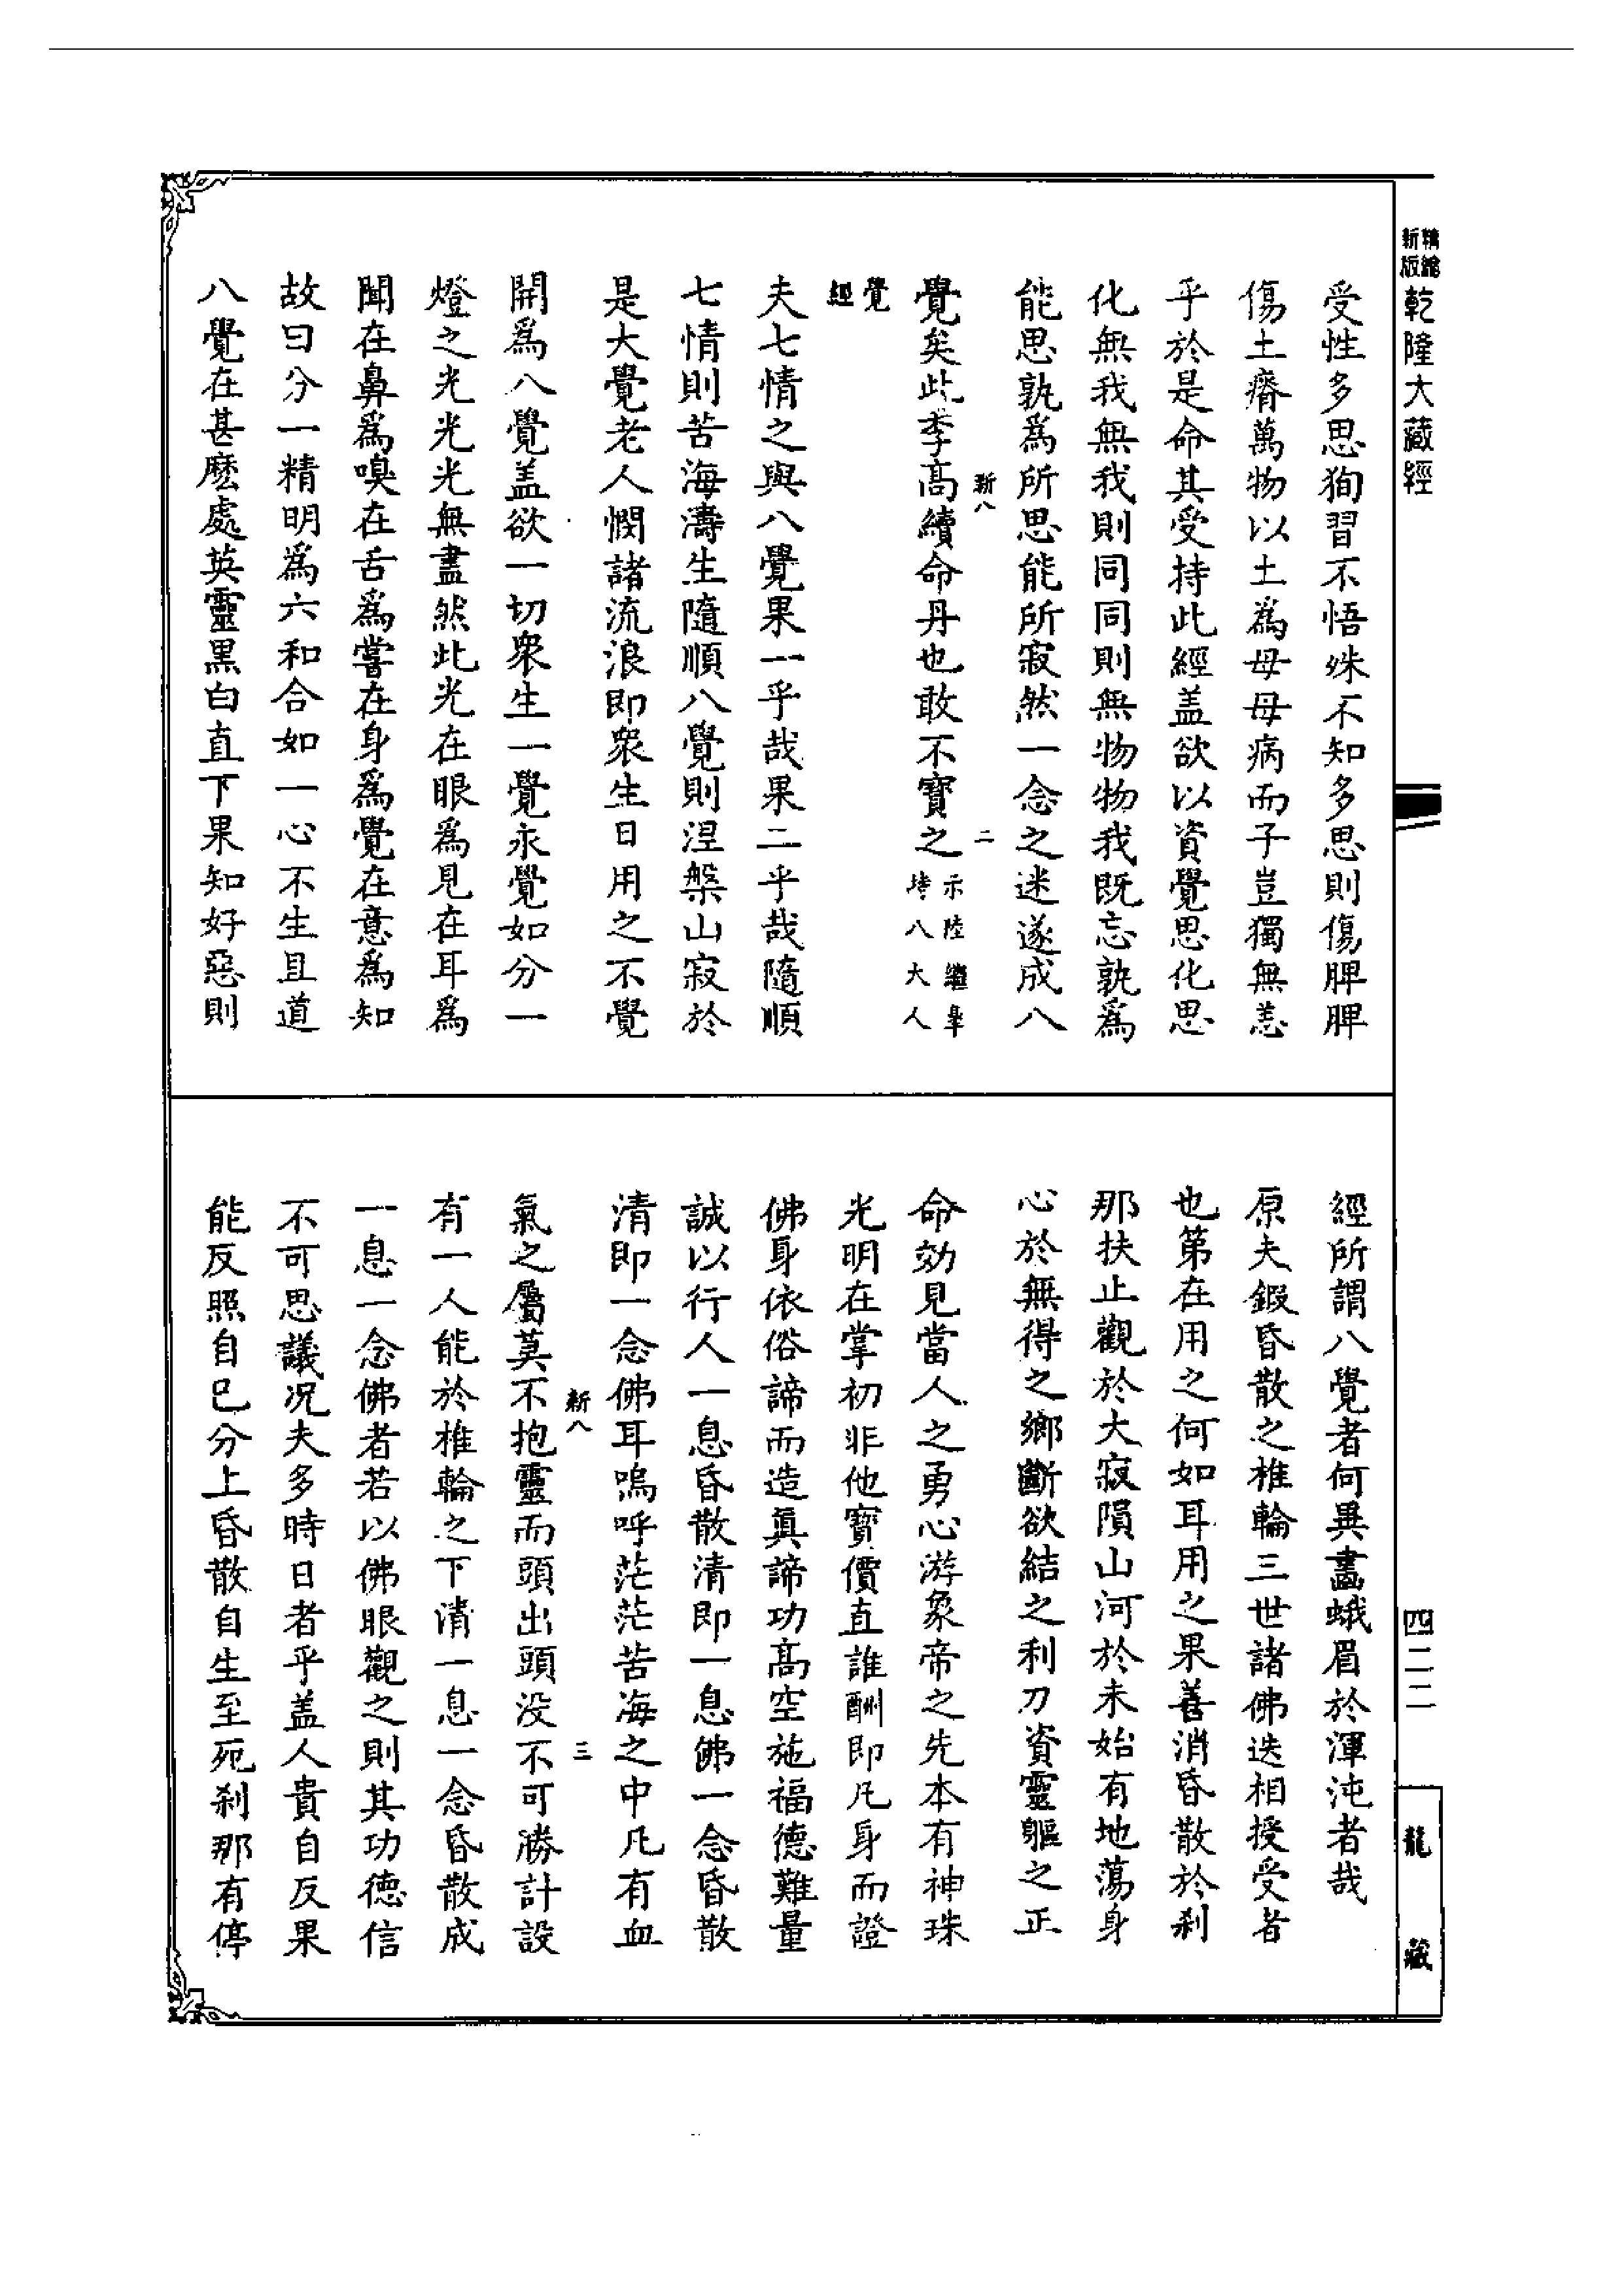 精編新版乾隆大藏經
受性多思狥習不悟姝不知多思則傷脾脾
傷土瘠萬物以土為母母病而子豈獨無恙
乎於是命其受持此經盖欲以資覺思化思
化無我無我則同同則無物物我既忘孰為
能思孰為所思能所寂然一念之迷遂成八
新八 二
覺矣此李高續命丹也敢不寶之示陸繼臯持八大人
覺經
夫七情之與八覺果一乎哉果二乎哉隨順
七情則苦海濤生隨順八覺則涅槃山寂於
是大覺老人憫諸流浪即衆生日用之不覺
開爲八覺盖欲一切衆生一覺永覺如分一
燈之光光光無盡然此光在眼爲見在耳爲
聞在鼻爲嗅在舌爲嘗在身爲覺在意爲知
故曰分一精明爲六和合如一心不生且道
八覺在甚麽處英靈黒白直下果知好惡則
經所謂八覺者何異畵蛾眉於渾沌者哉
原夫鍜昏散之椎輪三世諸佛迭相授受者
也第在用之何如耳用之果善消昏散於刹
那扶止觀於大寂隕山河於未始有地蕩身
心於無得之鄉斷欲結之利刀資靈軀之正
命効見當人之勇心游象帝之先本有神珠
光明在掌初非他寶價直誰酬即凡身而證
佛身依俗諦而造眞諦功高空施福德難量
誠以行人一息昏散清即一息佛一念昏散
清即一念佛耳嗚呼茫茫苦海之中凡有血
新八 三
氣之屬莫不抱靈而頭出頭没不可勝計設
有一人能於椎輪之下清一息一念昏散成
一息一念佛者若以佛眼觀之則其功德信
不可思議况夫多時日者乎盖人貴自反果
能反照自巳分上昏散自生至死刹那有停
四二二
龍藏